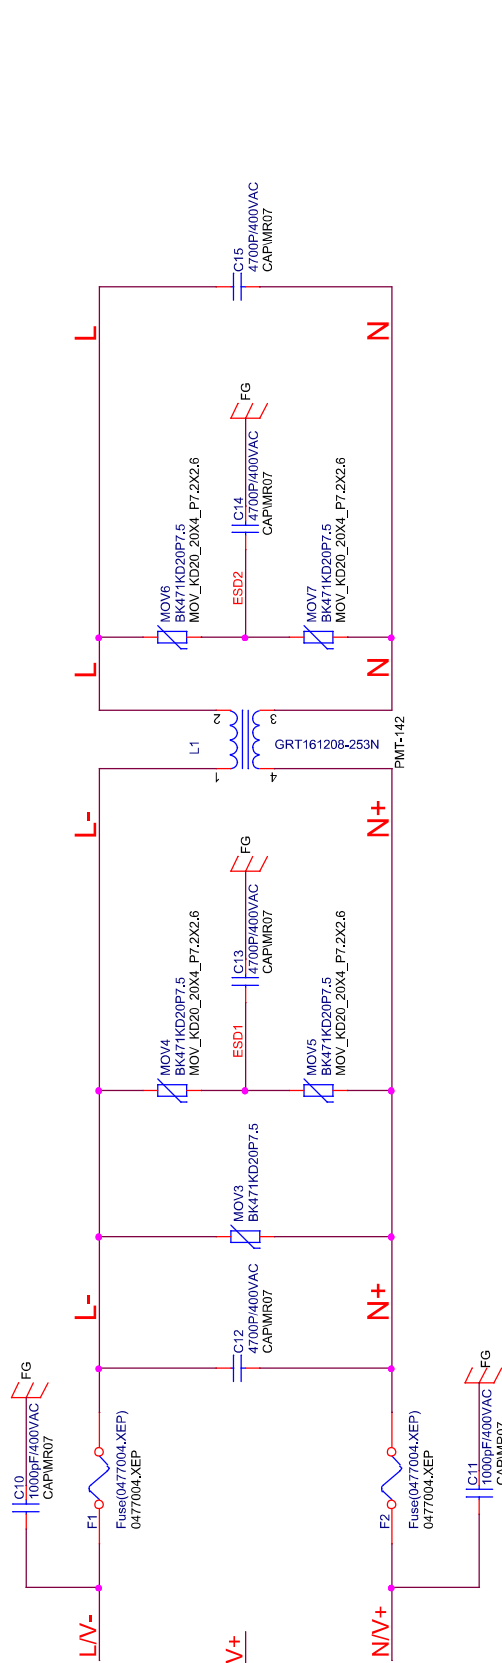 C15
4700P/400VAC
CAP\MR07
L
N
FG
C14
4700P/400VAC
CAP\MR07
MOV6
BK471KD20P7.5
MOV_KD20_20X4_P7.2X2.6
ESD2
MOV7
BK471KD20P7.5
MOV_KD20_20X4_P7.2X2.6
L
N
2
3
L1
GRT161208-253N
PMT-142
1
4
L-
N+
FG
C13
4700P/400VAC
CAP\MR07
MOV4
BK471KD20P7.5
MOV_KD20_20X4_P7.2X2.6
ESD1
MOV5
BK471KD20P7.5
MOV_KD20_20X4_P7.2X2.6
MOV3
BK471KD20P7.5
L-
N+
C12
4700P/400VAC
CAP\MR07
FG
C10
1000pF/400VAC
CAP\MR07
F1
Fuse(0477004.XEP)
0477004.XEP
F2
Fuse(0477004.XEP)
0477004.XEP
FG
C11
1000pF/400VAC
CAP\MR07
L/V-
V+
N/V+